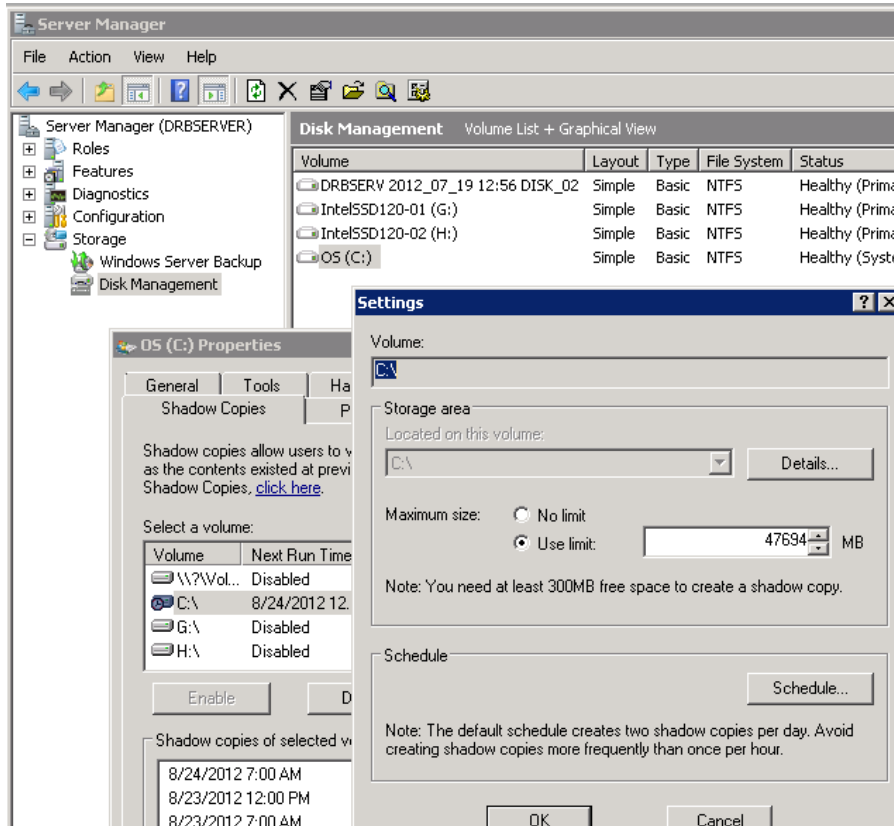 Server Manager
File Action View Help
Server Manager (DRBSERVER)
Roles
Features
Diagnostics
Configuration
Storage
Windows Server Backup
Disk Management
Disk Management Volume List + Graphical View
Volume Layout Type File System Status
DRBSERV 2012_07_19 12:56 DISK_02 Simple Basic NTFS Healthy (Prima
IntelSSD120-01 (G:) Simple Basic NTFS Healthy (Prima
IntelSSD120-02 (H:) Simple Basic NTFS Healthy (Prima
OS (C:) Simple Basic NTFS Healthy (Syste
OS (C:) Properties
General Tools Ha
Shadow Copies P
Shadow copies allow users to v
as the contents existed at previ
Shadow Copies, click here.
Select a volume:
Volume Next Run Time
\\?\Vol... Disabled
C:\ 8/24/2012 12.
G:\ Disabled
H:\ Disabled
Enable D
Shadow copies of selected v
8/24/2012 7:00 AM
8/23/2012 12:00 PM
8/23/2012 7:00 AM
Settings
Volume:
C:\
Storage area
Located on this volume:
C:\ Details...
Maximum size: No limit
Use limit: 47694 MB
Note: You need at least 300MB free space to create a shadow copy.
Schedule
Schedule...
Note: The default schedule creates two shadow copies per day. Avoid
creating shadow copies more frequently than once per hour.
OK Cancel